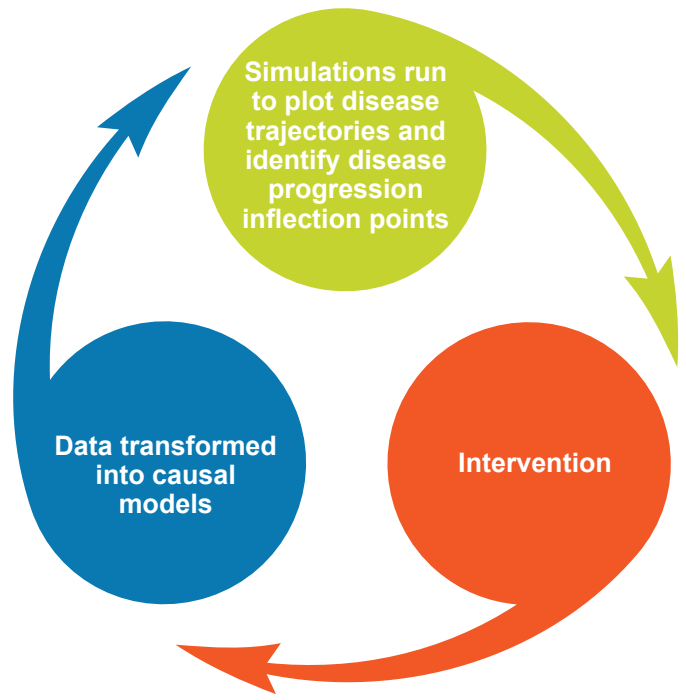 Simulations run
to plot disease
trajectories and
identify disease
progression
inflection points
Data transformed
into causal
models
Intervention